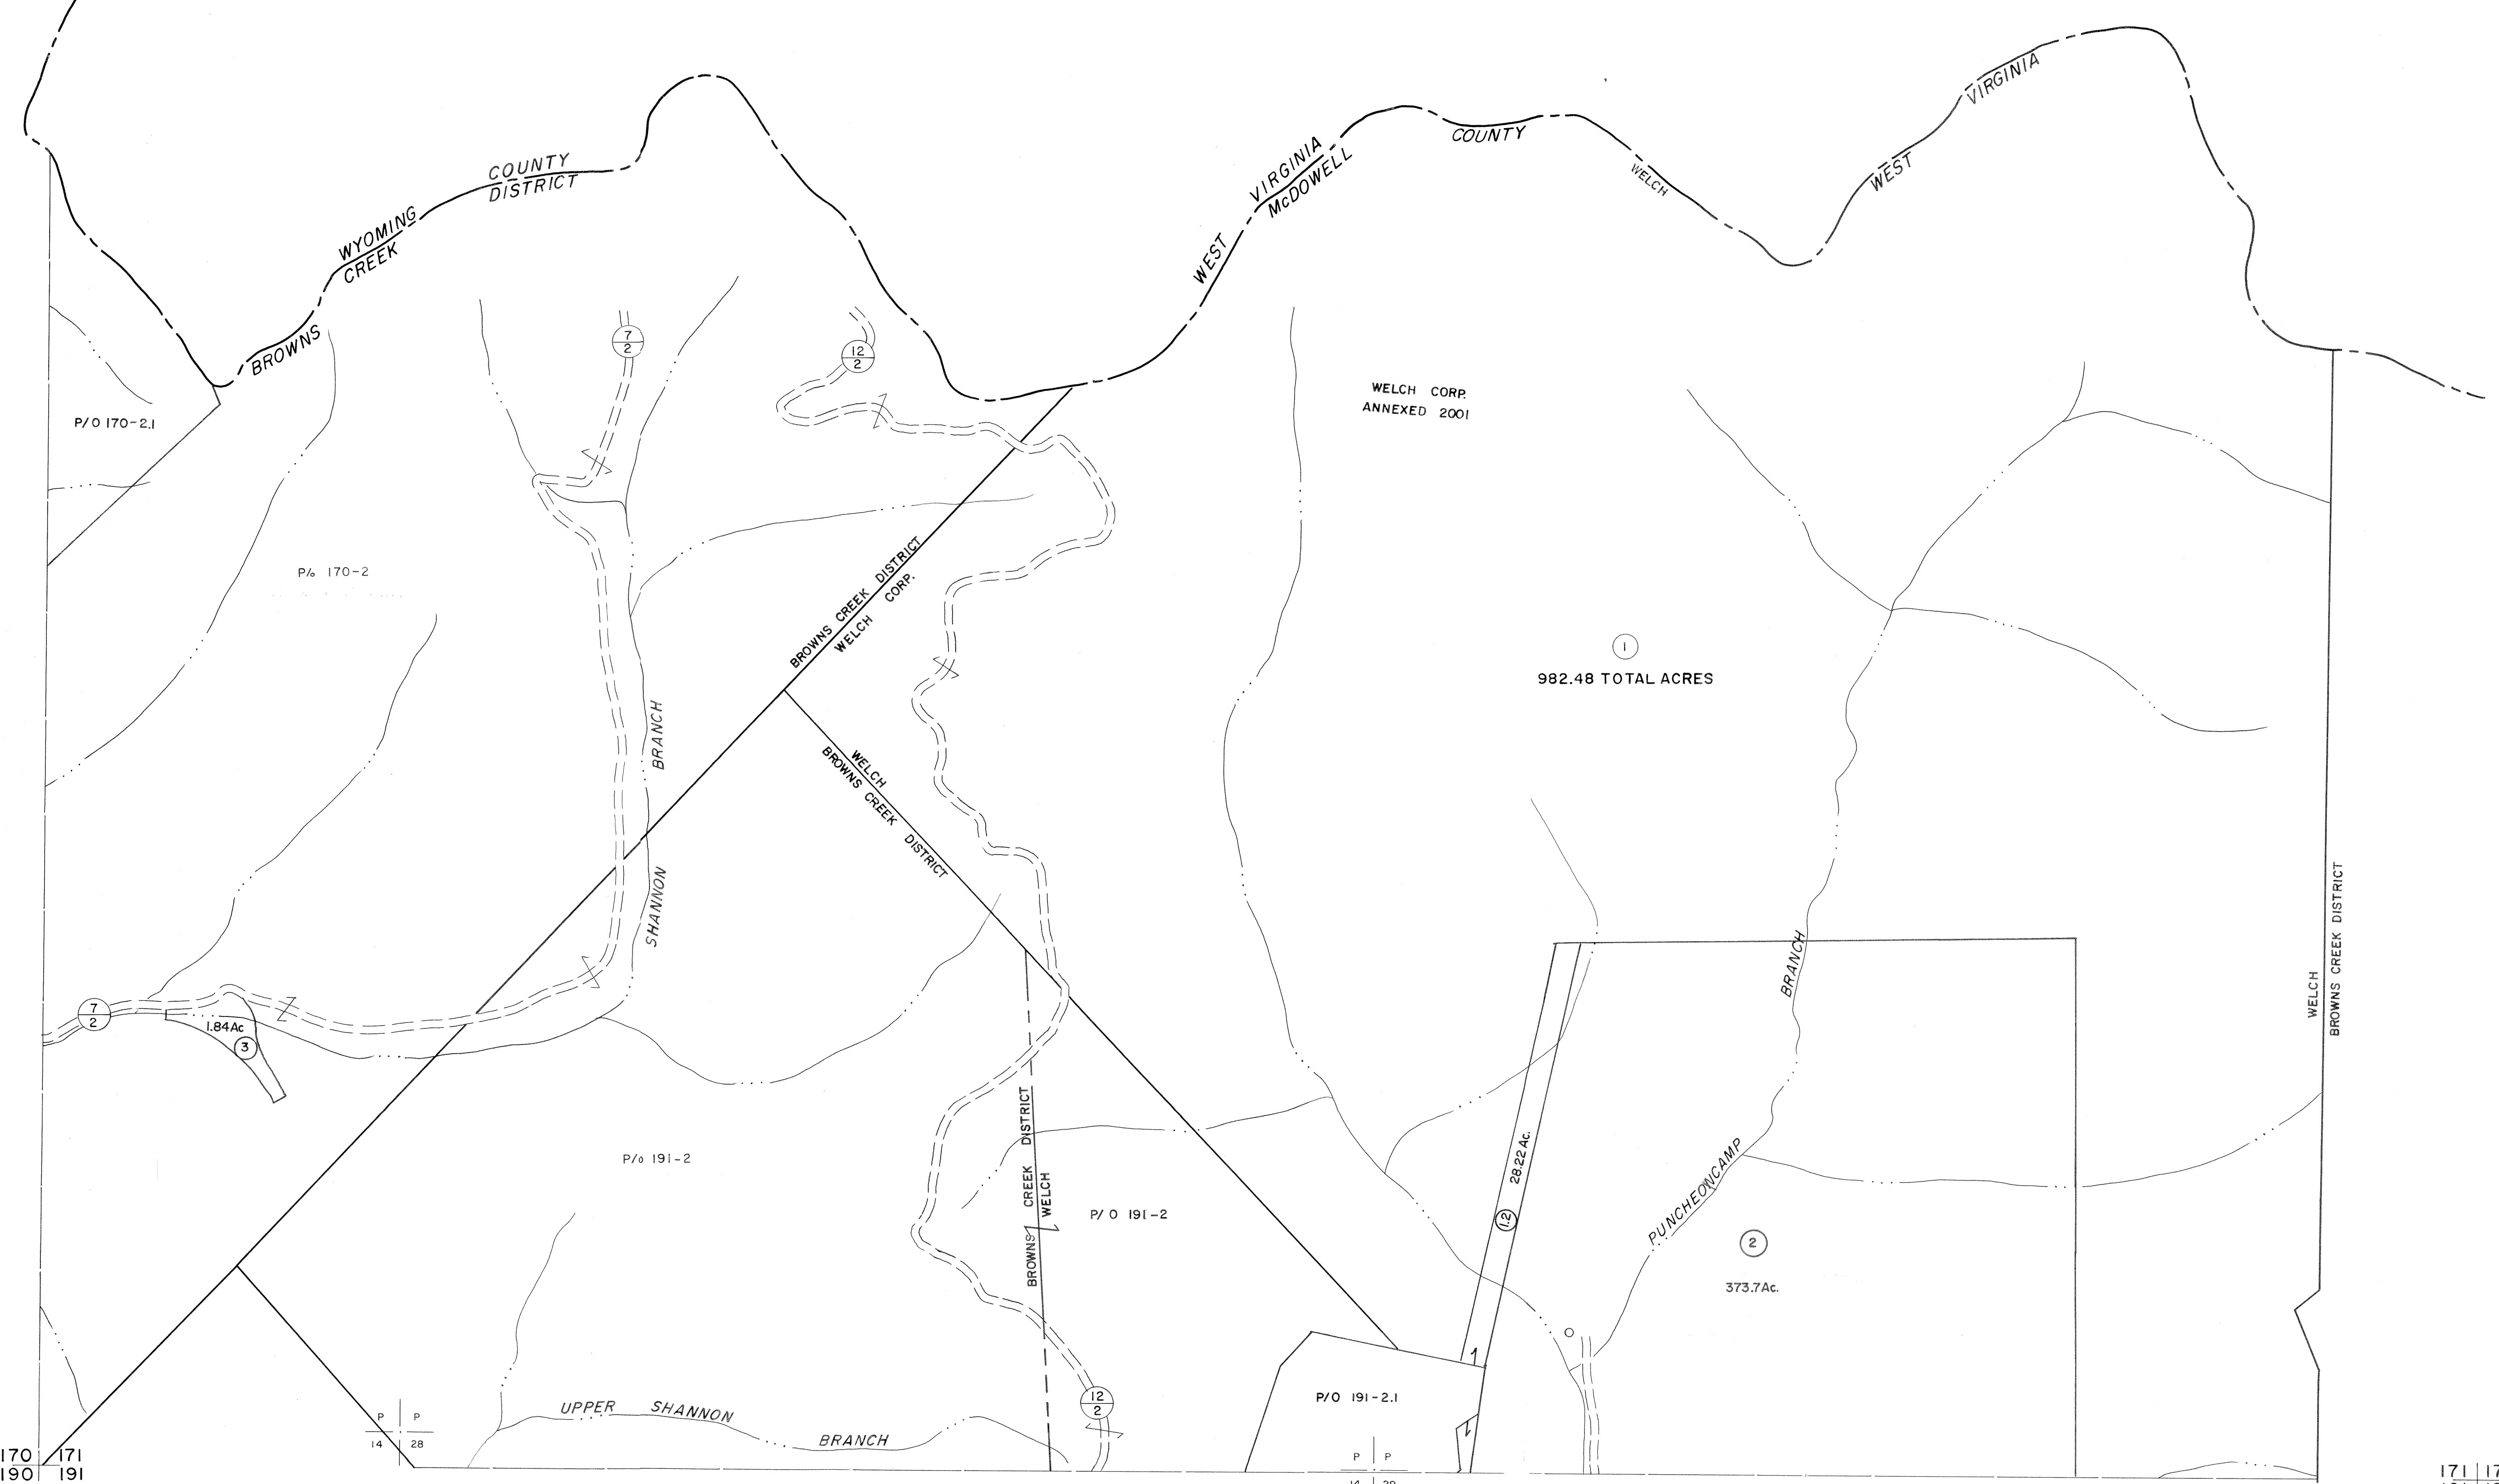 VIRGINIA
WEST
COUNTY
DISTRICT
WYOMING
CREEK
BROWNS
WEST
VIRGINIA
McDOWELL
COUNTY
WELCH
7
2
12
2
WELCH CORP.
ANNEXED 2001
P/O 170-2.1
P/o 170-2
BROWNS CREEK DISTRICT
WELCH CORP.
1
982.48 TOTAL ACRES
SHANNON BRANCH
WELCH
BROWNS CREEK DISTRICT
WELCH
BROWNS CREEK DISTRICT
7
2
1.84Ac
3
PUNCHEONCAMP BRANCH
28.22 Ac.
1.2
P/o 191-2
BROWNS CREEK DISTRICT
WELCH
P/O 191-2
2
373.7Ac.
12
2
P/O 191-2.1
UPPER SHANNON BRANCH
P P
14 28
P P
170 171
190 191
171